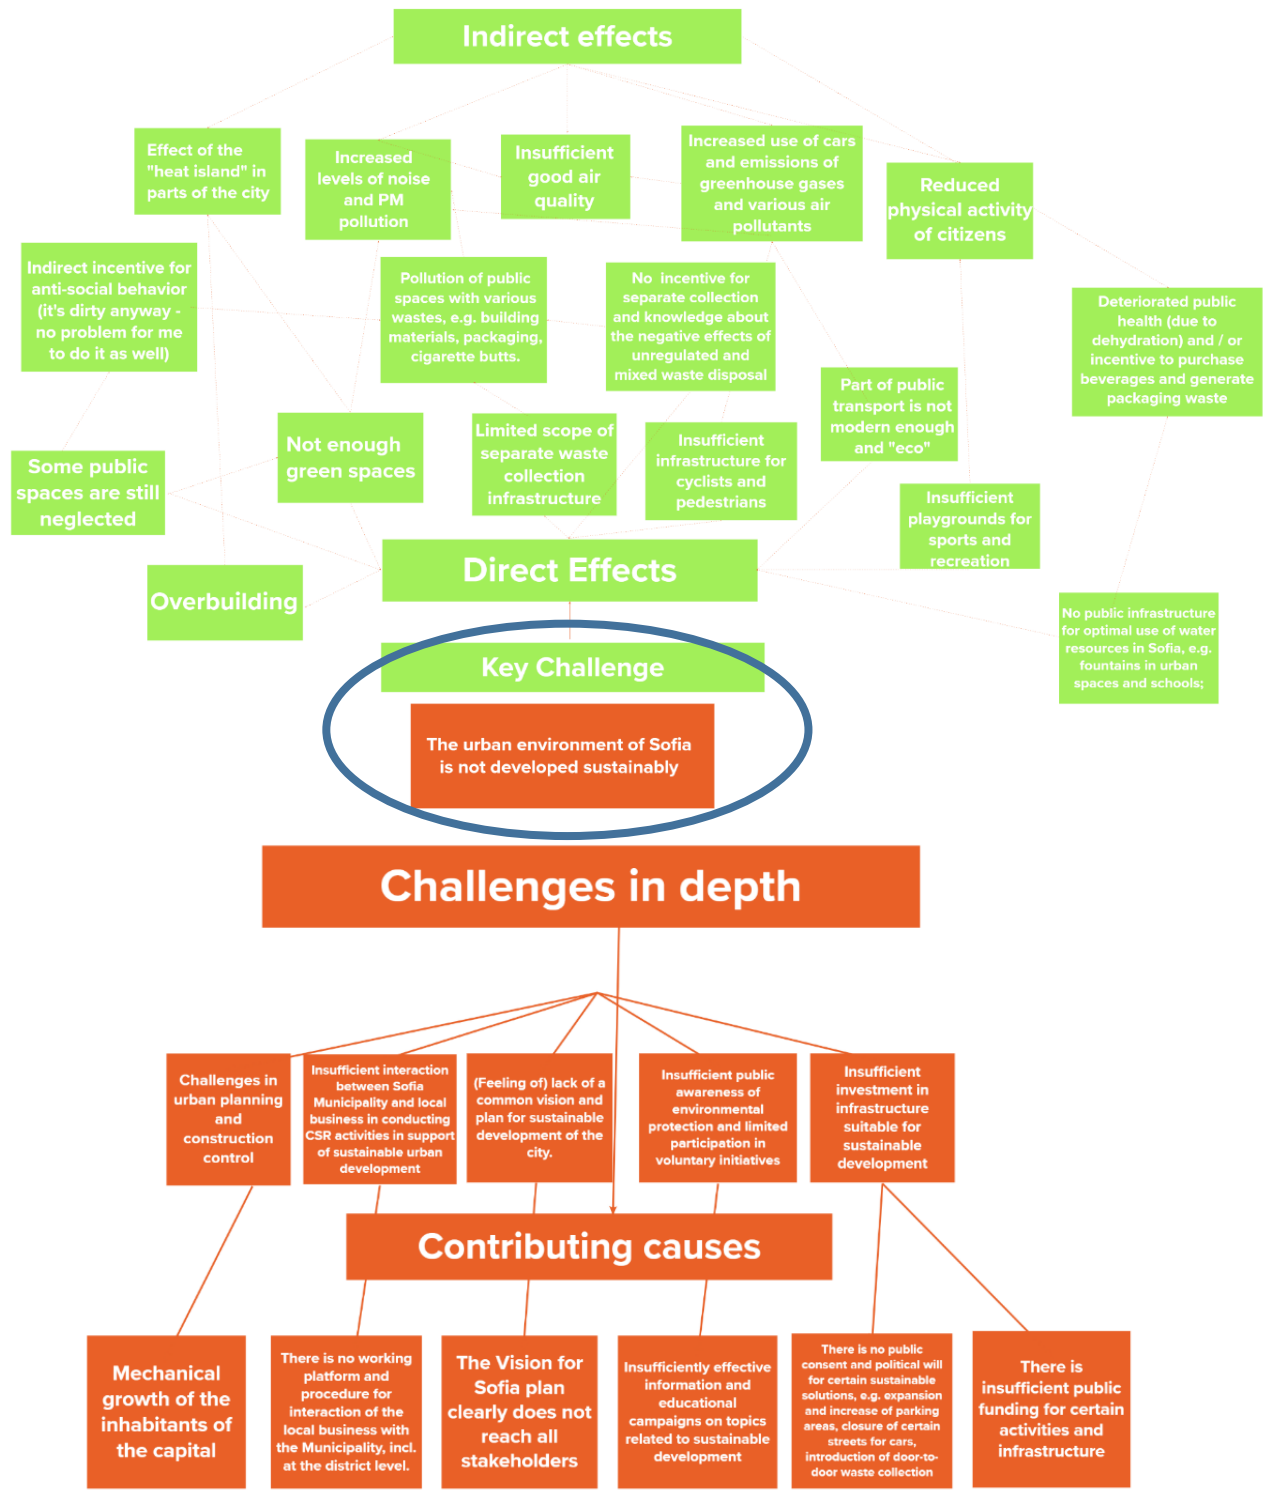 Indirect effects
Effect of the
"heat island" in
parts of the city
Increased
levels of noise
and PM
pollution
Insufficient
good air
quality
Increased use of cars
and emissions of
greenhouse gases
and various air
pollutants
Reduced
physical activity
of citizens
Indirect incentive for
anti-social behavior
(it's dirty anyway -
no problem for me
to do it as well)
Pollution of public
spaces with various
wastes, e.g. building
materials, packaging,
cigarette butts.
No incentive for
separate collection
and knowledge about
the negative effects of
unregulated and
mixed waste disposal
Deteriorated public
health (due to
dehydration) and / or
incentive to purchase
beverages and generate
packaging waste
Part of public
transport is not
modern enough
and "eco"
Not enough
green spaces
Limited scope of
separate waste
collection
infrastructure
Insufficient
infrastructure for
cyclists and
pedestrians
Some public
spaces are still
neglected
Insufficient
playgrounds for
sports and
recreation
Direct Effects
Overbuilding
No public infrastructure
for optimal use of water
resources in Sofia, e.g.
fountains in urban
spaces and schools;
Key Challenge
The urban environment of Sofia
is not developed sustainably
Challenges in depth
Challenges in
urban planning
and
construction
control
Insufficient interaction
between Sofia
Municipality and local
business in conducting
CSR activities in support
of sustainable urban
development
(Feeling of) lack of a
common vision and
plan for sustainable
development of the
city.
Insufficient public
awareness of
environmental
protection and limited
participation in
voluntary initiatives
Insufficient
investment in
infrastructure
suitable for
sustainable
development
Contributing causes
Mechanical
growth of the
inhabitants of
the capital
There is no working
platform and
procedure for
interaction of the
local business with
the Municipality, incl.
at the district level.
The Vision for
Sofia plan
clearly does not
reach all
stakeholders
Insufficiently effective
information and
educational
campaigns on topics
related to sustainable
development
There is no public
consent and political will
for certain sustainable
solutions, e.g. expansion
and increase of parking
areas, closure of certain
streets for cars,
introduction of door-to-
door waste collection
There is
insufficient public
funding for certain
activities and
infrastructure